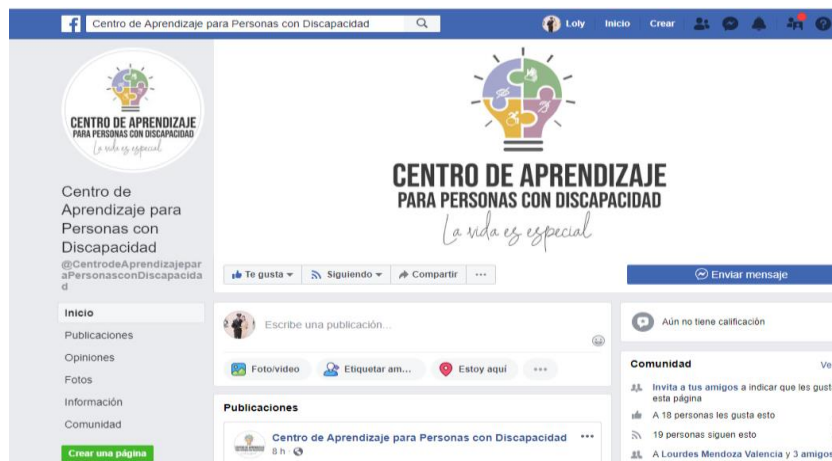 Centro de Aprendizaje para Personas con Discapacidad
Loly
Inicio
Crear
CENTRO DE APRENDIZAJE
PARA PERSONAS CON DISCAPACIDAD
La vida es especial
Centro de
Aprendizaje para
Personas con
Discapacidad
@CentrodeAprendizajepar
aPersonasconDiscapacida
d
Inicio
Publicaciones
Opiniones
Fotos
Información
Comunidad
Crear una página
CENTRO DE APRENDIZAJE
PARA PERSONAS CON DISCAPACIDAD
La vida es especial
Te gusta
Siguiendo
Compartir
Enviar mensaje
Escribe una publicación...
Foto/video
Etiquetar am...
Estoy aquí
Publicaciones
Centro de Aprendizaje para Personas con Discapacidad
8 h
Aún no tiene calificación
Comunidad
Ve
Invita a tus amigos a indicar que les gust
esta página
A 18 personas les gusta esto
19 personas siguen esto
A Lourdes Mendoza Valencia y 3 amigos